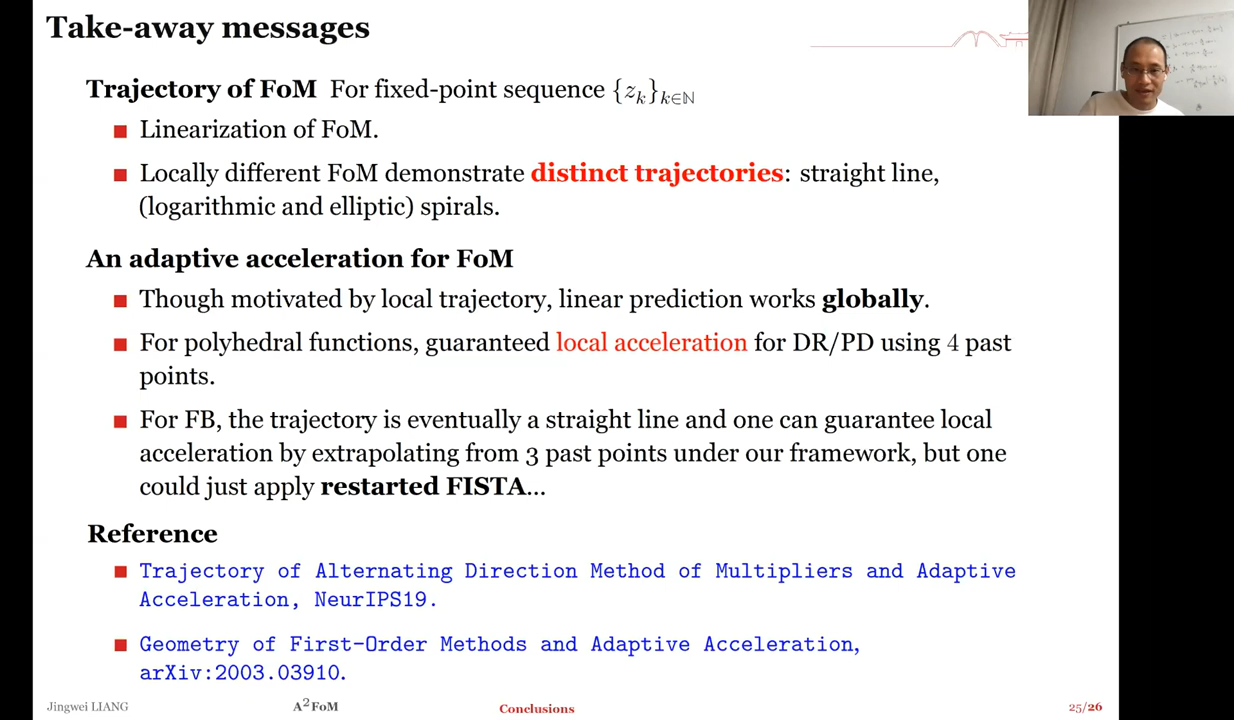 Take-away messages
Trajectory of FoM For fixed-point sequence {z_k}_{k∈ℕ}
■ Linearization of FoM.
■ Locally different FoM demonstrate distinct trajectories: straight line,
(logarithmic and elliptic) spirals.
An adaptive acceleration for FoM
■ Though motivated by local trajectory, linear prediction works globally.
■ For polyhedral functions, guaranteed local acceleration for DR/PD using 4 past
points.
■ For FB, the trajectory is eventually a straight line and one can guarantee local
acceleration by extrapolating from 3 past points under our framework, but one
could just apply restarted FISTA...
Reference
■ Trajectory of Alternating Direction Method of Multipliers and Adaptive
Acceleration, NeurIPS19.
■ Geometry of First-Order Methods and Adaptive Acceleration,
arXiv:2003.03910.
Jingwei LIANG A²FoM Conclusions 25/26